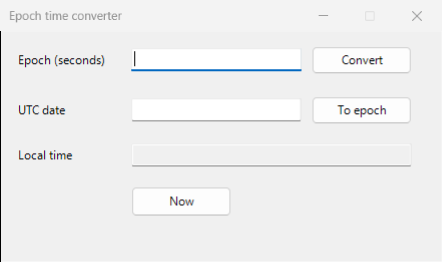 Epoch time converter
Epoch (seconds) Convert
UTC date To epoch
Local time
Now